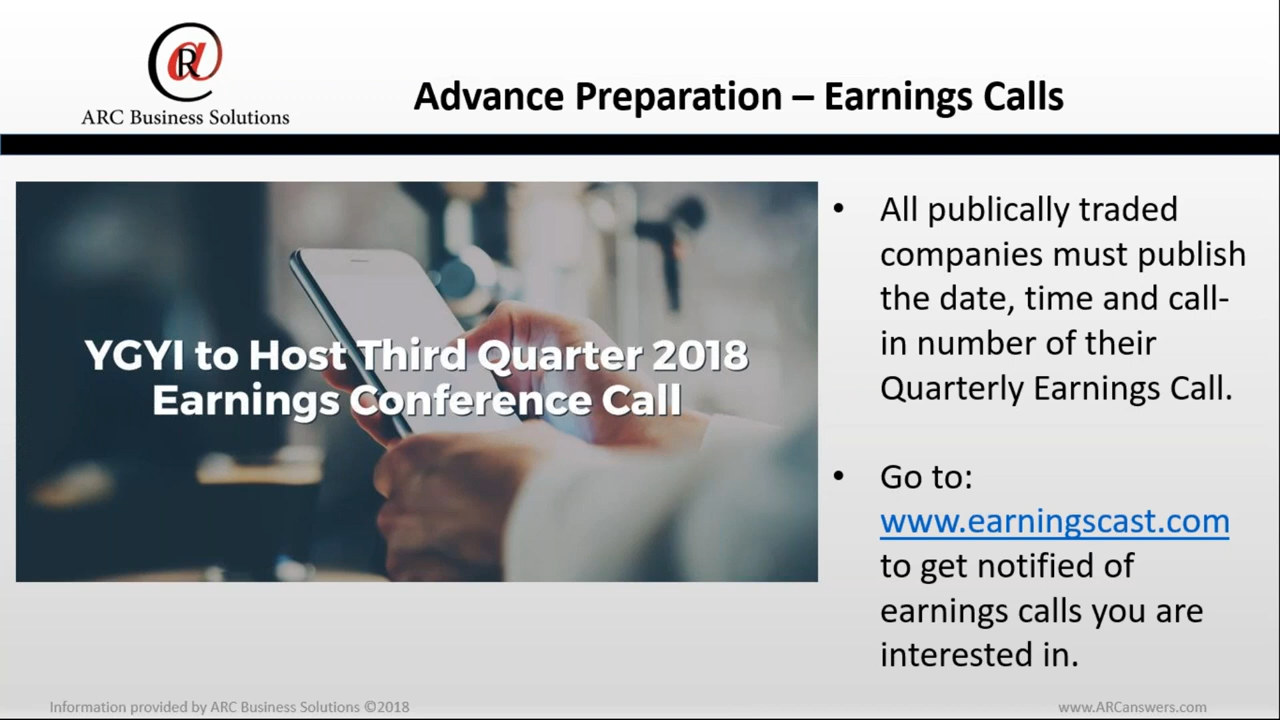 @R
ARC Business Solutions
Advance Preparation – Earnings Calls
YGYI to Host Third Quarter 2018
Earnings Conference Call
• All publically traded
companies must publish
the date, time and call-
in number of their
Quarterly Earnings Call.
• Go to:
www.earningscast.com
to get notified of
earnings calls you are
interested in.
Information provided by ARC Business Solutions ©2018
www.ARCanswers.com